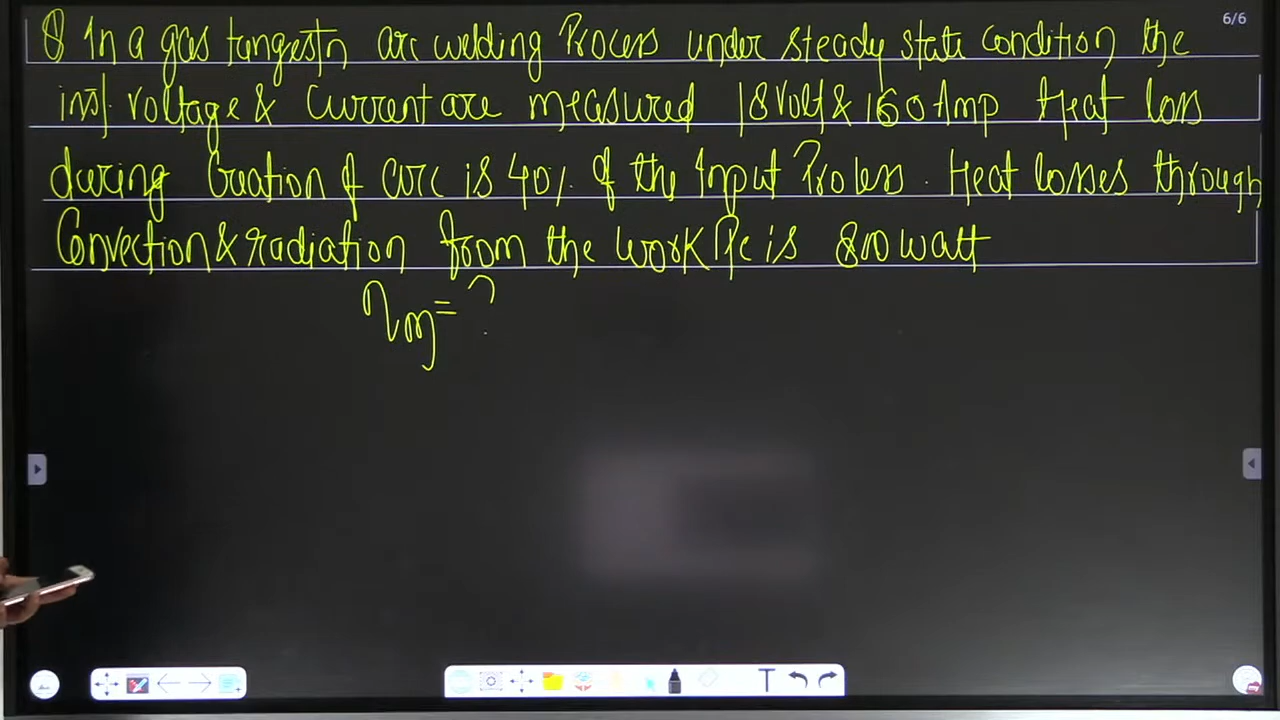 6/6
Q In a gas tungestn arc welding Process under steady state condition the
inst. voltage & Current are measured 18 volt & 160 Amp Heat loss
during Creation of arc is 40% of the Input Process. Heat losses through
Convection & radiation from the work Pc is 800 watt
η = ?
T